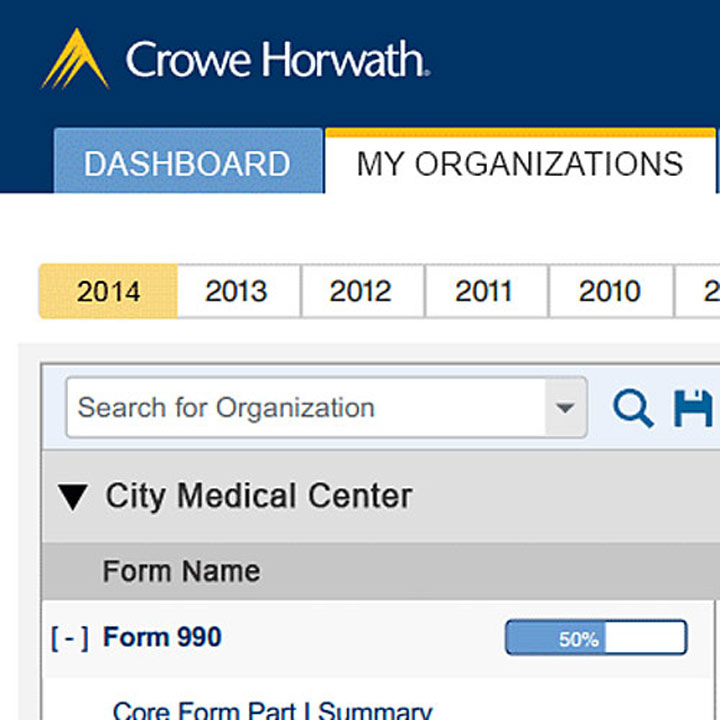 Crowe Horwath.
DASHBOARD MY ORGANIZATIONS
2014 2013 2012 2011 2010
Search for Organization
City Medical Center
Form Name
[-] Form 990 50%
Core Form Part I Summary